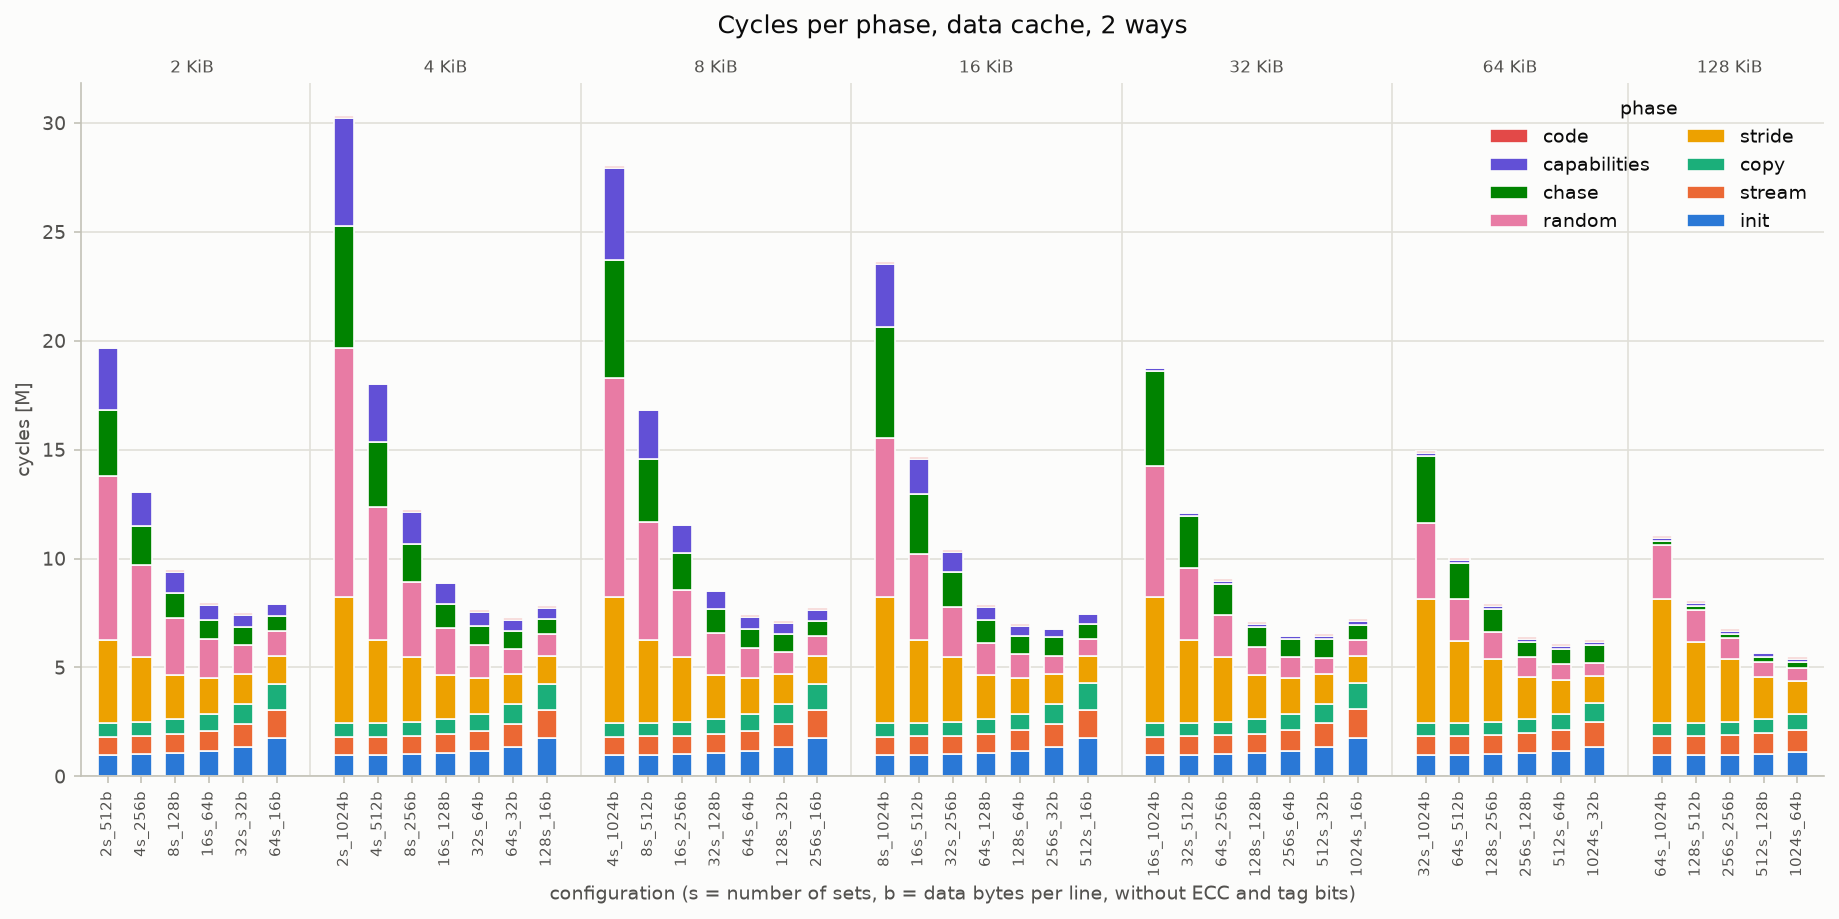 Cycles per phase, data cache, 2 ways
2 KiB 4 KiB 8 KiB 16 KiB 32 KiB 64 KiB 128 KiB
phase
code stride
capabilities copy
chase stream
random init
30
25
20
15
10
5
0
cycles [M]
2s_512b 4s_256b 8s_128b 16s_64b 32s_32b 64s_16b 2s_1024b 4s_512b 8s_256b 16s_128b 32s_64b 64s_32b 128s_16b 4s_1024b 8s_512b 16s_256b 32s_128b 64s_64b 128s_32b 256s_16b 8s_1024b 16s_512b 32s_256b 64s_128b 128s_64b 256s_32b 512s_16b 16s_1024b 32s_512b 64s_256b 128s_128b 256s_64b 512s_32b 1024s_16b 32s_1024b 64s_512b 128s_256b 256s_128b 512s_64b 1024s_32b 64s_1024b 128s_512b 256s_256b 512s_128b 1024s_64b
configuration (s = number of sets, b = data bytes per line, without ECC and tag bits)